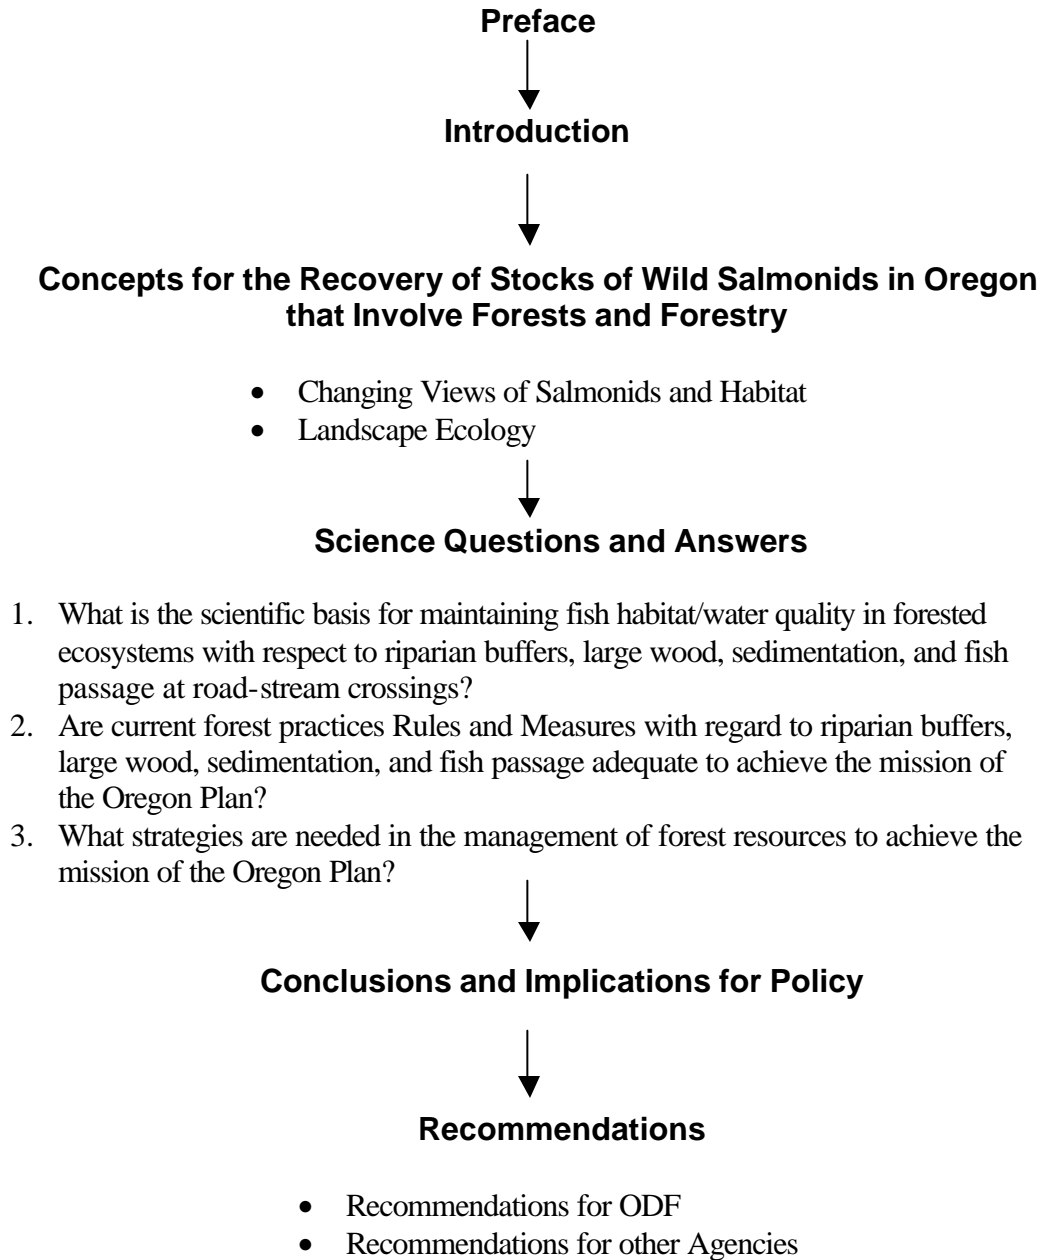 Preface
Introduction
Concepts for the Recovery of Stocks of Wild Salmonids in Oregon
that Involve Forests and Forestry
• Changing Views of Salmonids and Habitat
• Landscape Ecology
Science Questions and Answers
1. What is the scientific basis for maintaining fish habitat/water quality in forested
ecosystems with respect to riparian buffers, large wood, sedimentation, and fish
passage at road-stream crossings?
2. Are current forest practices Rules and Measures with regard to riparian buffers,
large wood, sedimentation, and fish passage adequate to achieve the mission of
the Oregon Plan?
3. What strategies are needed in the management of forest resources to achieve the
mission of the Oregon Plan?
Conclusions and Implications for Policy
Recommendations
• Recommendations for ODF
• Recommendations for other Agencies